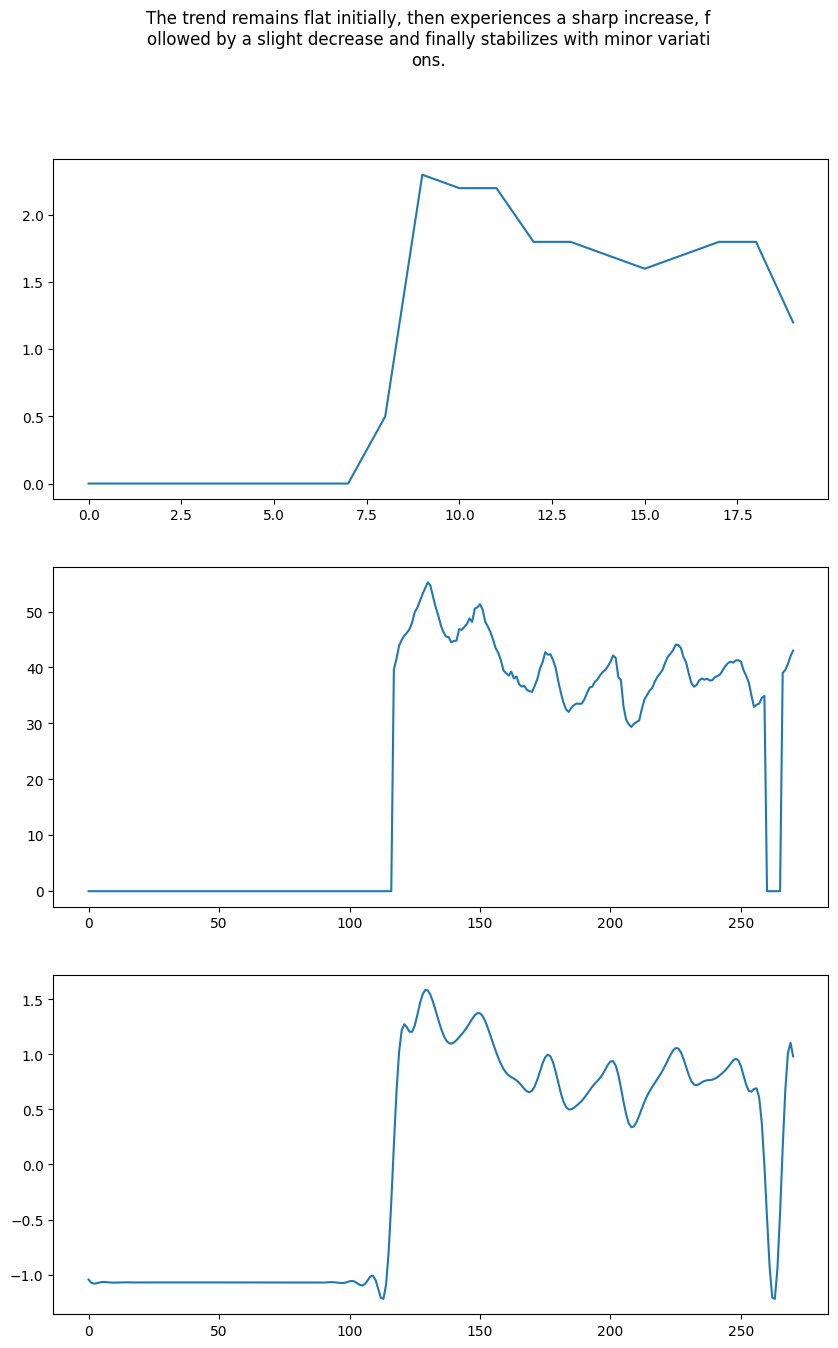 The trend remains flat initially, then experiences a sharp increase, f
ollowed by a slight decrease and finally stabilizes with minor variati
ons.
2.0
1.5
1.0
0.5
0.0
0.0 2.5 5.0 7.5 10.0 12.5 15.0 17.5
50
40
30
20
10
0
0 50 100 150 200 250
1.5
1.0
0.5
0.0
−0.5
−1.0
0 50 100 150 200 250